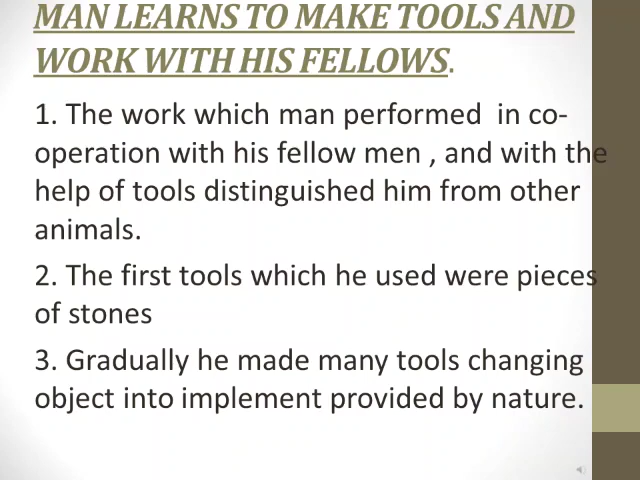 MAN LEARNS TO MAKE TOOLS AND
WORK WITH HIS FELLOWS.
1. The work which man performed  in co-
operation with his fellow men , and with the
help of tools distinguished him from other
animals.
2. The first tools which he used were pieces
of stones
3. Gradually he made many tools changing
object into implement provided by nature.